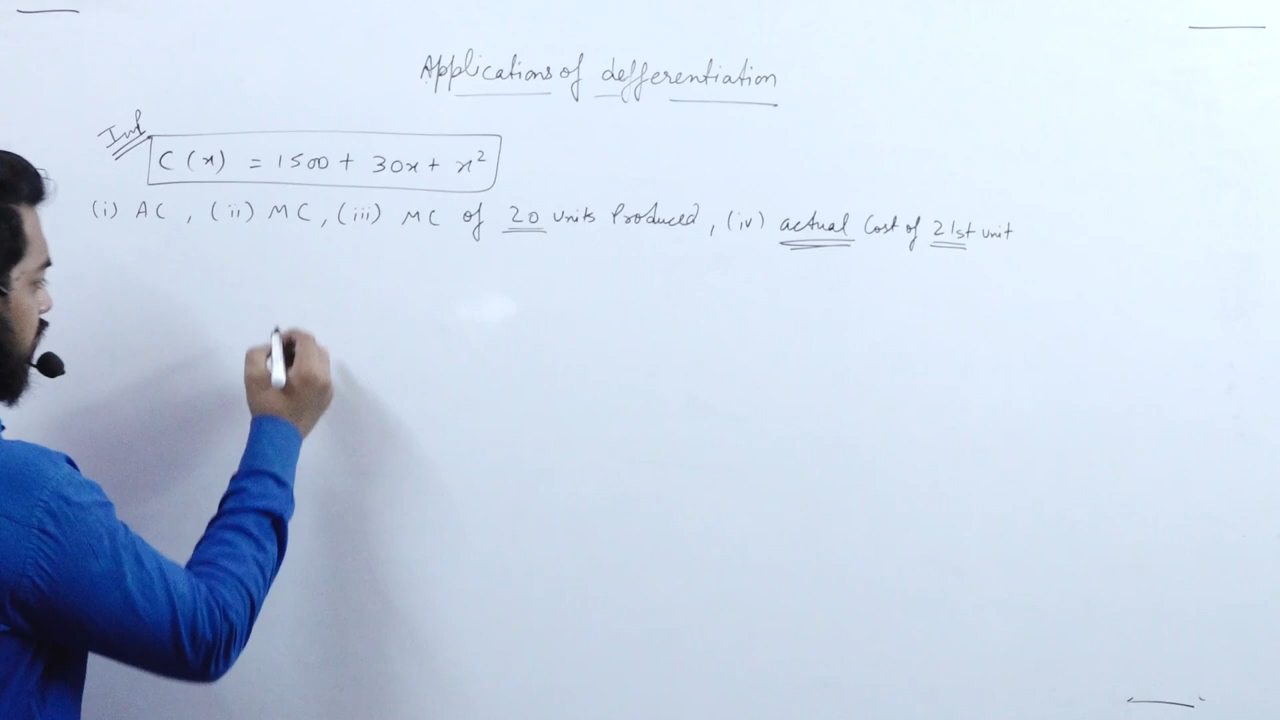 Applications of defferentiation
Imp
C(x) = 1500 + 30x + x²
(i) AC, (ii) MC, (iii) MC of 20 units Produced, (iv) actual Cost of 21st unit